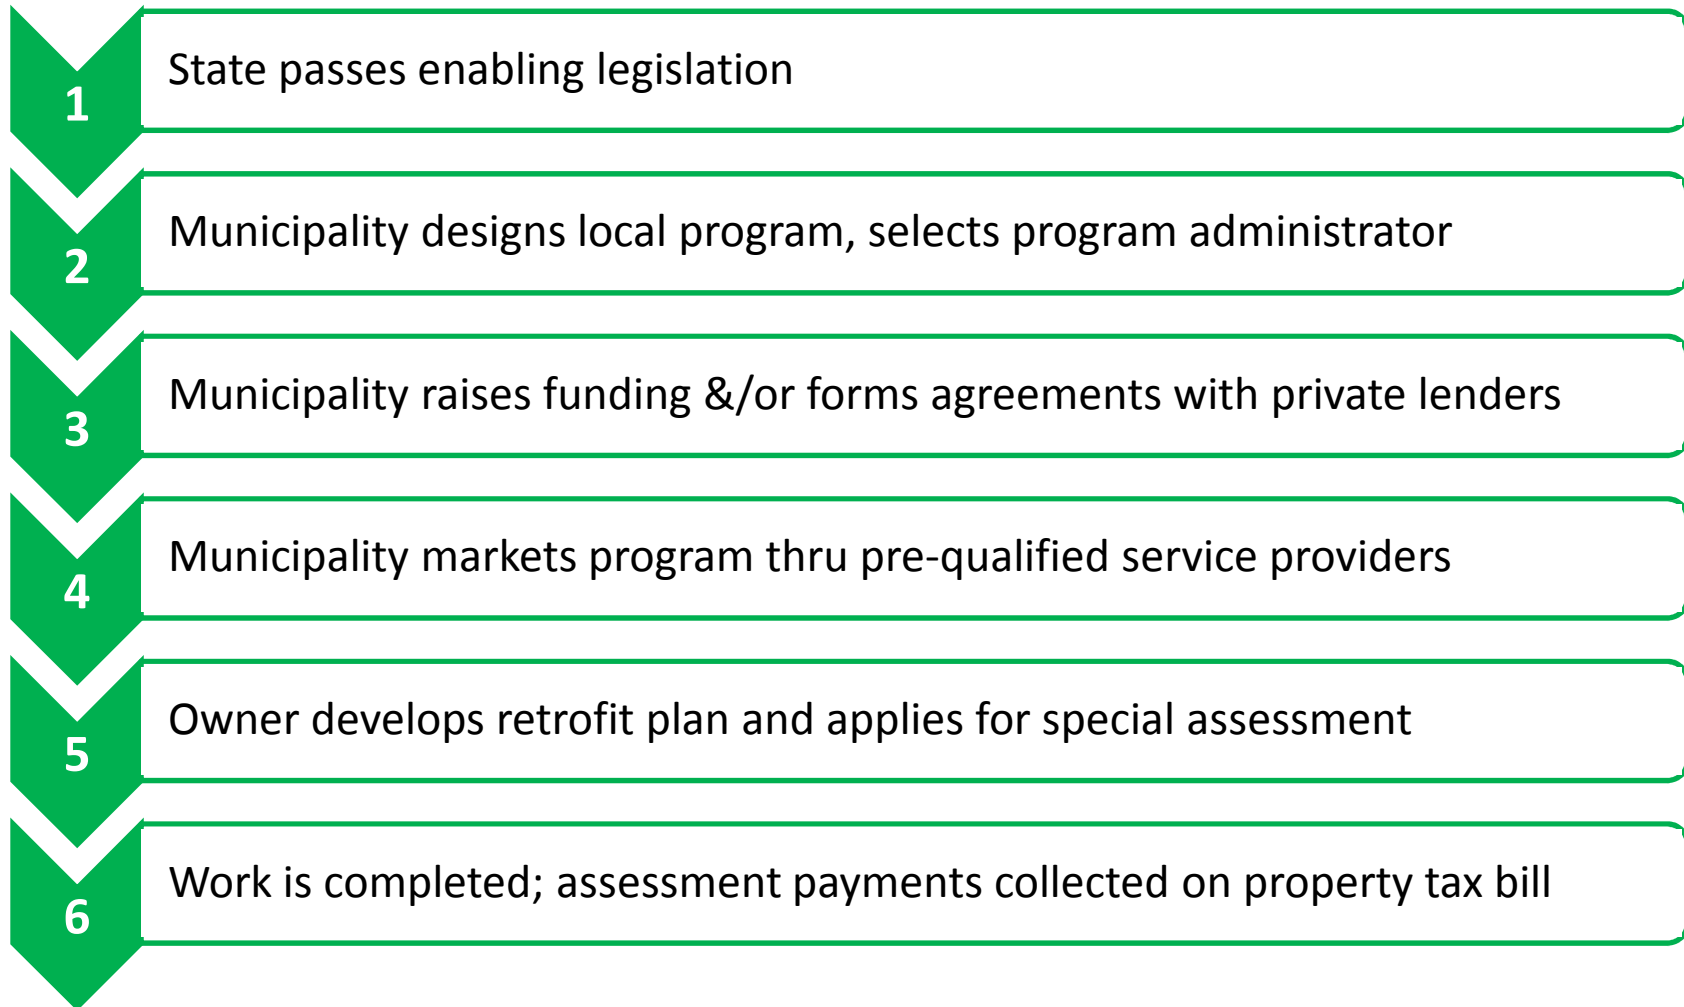 1
State passes enabling legislation
2
Municipality designs local program, selects program administrator
3
Municipality raises funding &/or forms agreements with private lenders
4
Municipality markets program thru pre-qualified service providers
5
Owner develops retrofit plan and applies for special assessment
6
Work is completed; assessment payments collected on property tax bill